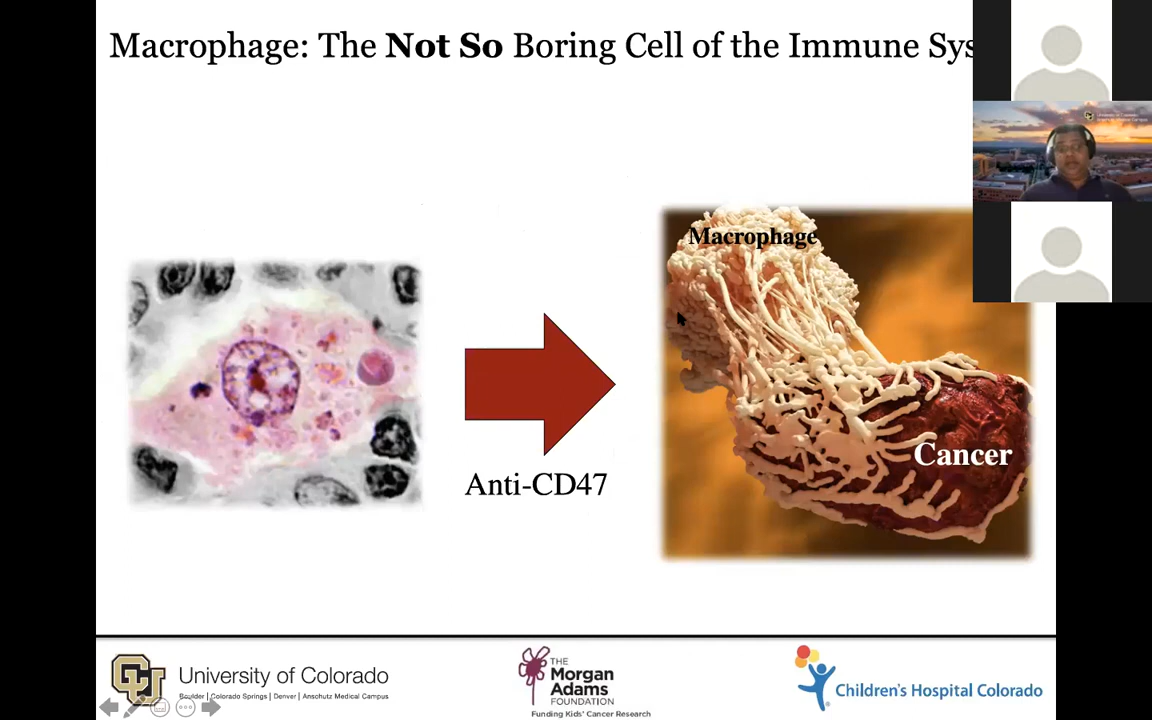 Macrophage: The Not So Boring Cell of the Immune Sys
Macrophage
Cancer
Anti-CD47
University of Colorado
Boulder | Colorado Springs | Denver | Anschutz Medical Campus
THE
Morgan
Adams
FOUNDATION
Funding Kids' Cancer Research
Children's Hospital Colorado